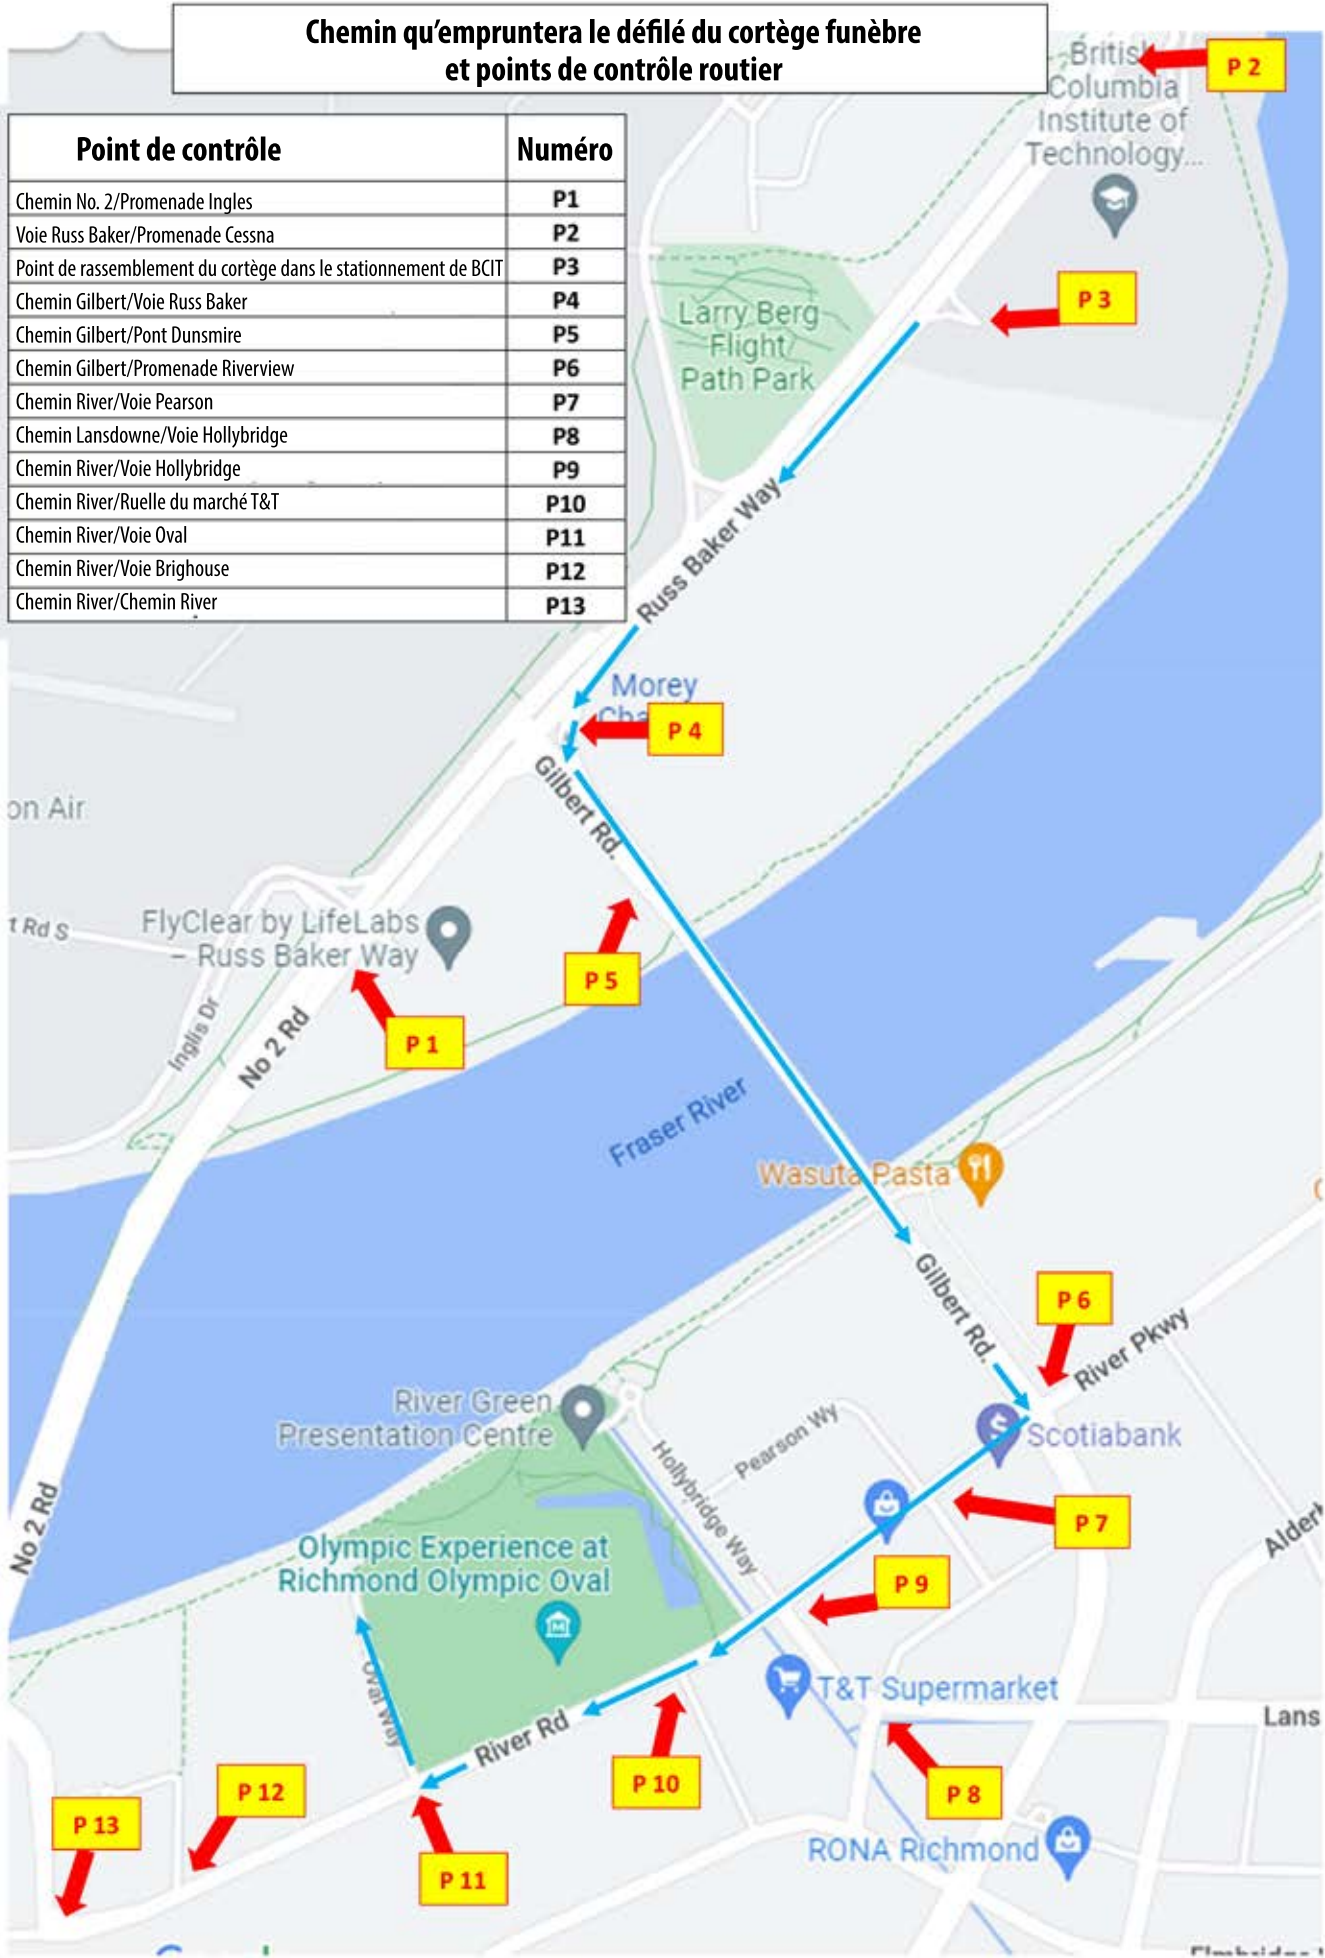 Chemin qu'empruntera le défilé du cortège funèbre
et points de contrôle routier
Point de contrôle Numéro
Chemin No. 2/Promenade Ingles P1
Voie Russ Baker/Promenade Cessna P2
Point de rassemblement du cortège dans le stationnement de BCIT P3
Chemin Gilbert/Voie Russ Baker P4
Chemin Gilbert/Pont Dunsmire P5
Chemin Gilbert/Promenade Riverview P6
Chemin River/Voie Pearson P7
Chemin Lansdowne/Voie Hollybridge P8
Chemin River/Voie Hollybridge P9
Chemin River/Ruelle du marché T&T P10
Chemin River/Voie Oval P11
Chemin River/Voie Brighouse P12
Chemin River/Chemin River P13
British
Columbia
Institute of
Technology...
P 2
P 3
Larry Berg
Flight
Path Park
Russ Baker Way
Morey
P 4
Gilbert Rd.
on Air
t Rd S
FlyClear by LifeLabs
– Russ Baker Way
P 5
P 1
Inglis Dr
No 2 Rd
Fraser River
Wasuta Pasta
Gilbert Rd.
P 6
River Pkwy
River Green
Presentation Centre
Scotiabank
Pearson Wy
Hollybridge Way
No 2 Rd
P 7
Olympic Experience at
Richmond Olympic Oval
P 9
Oval Way
T&T Supermarket
Lans
River Rd
P 10
P 8
P 12
P 13
RONA Richmond
P 11